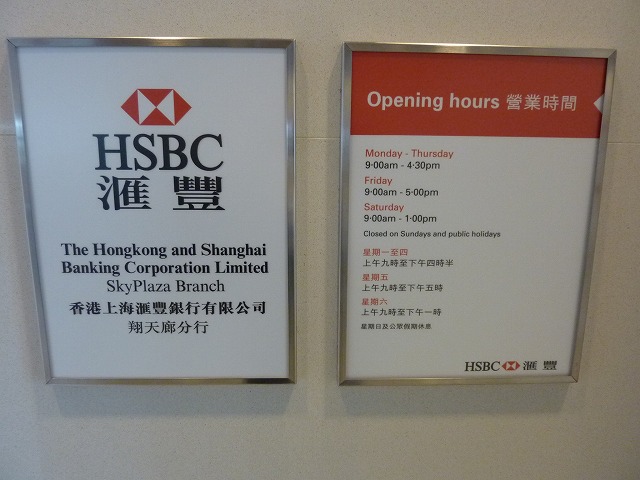 HSBC
滙豐
The Hongkong and Shanghai
Banking Corporation Limited
SkyPlaza Branch
香港上海滙豐銀行有限公司
翔天廊分行
Opening hours 營業時間
Monday - Thursday
9:00am - 4:30pm
Friday
9:00am - 5:00pm
Saturday
9:00am - 1:00pm
Closed on Sundays and public holidays
星期一至四
上午九時至下午四時半
星期五
上午九時至下午五時
星期六
上午九時至下午一時
星期日及公眾假期休息
HSBC 滙豐